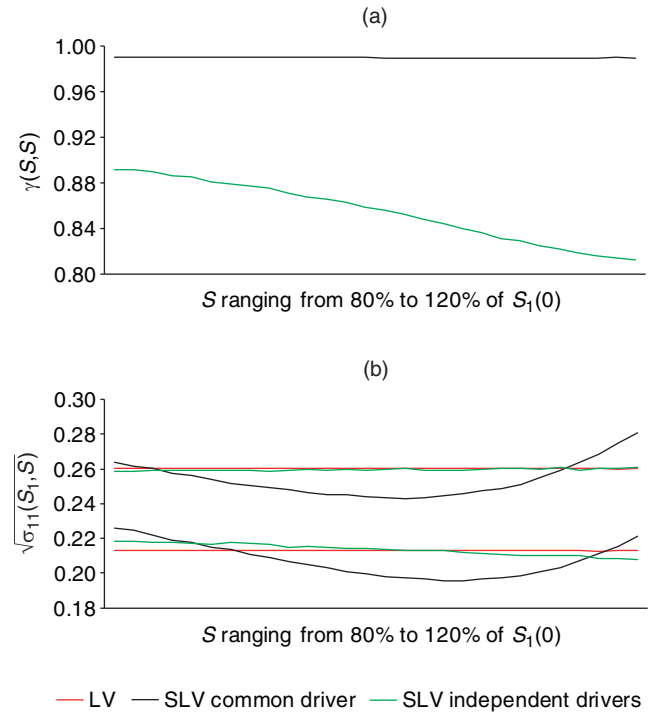 (a)
1.00
0.96
0.92
0.88
0.84
0.80
γ(S,S)
S ranging from 80% to 120% of S₁(0)
(b)
0.30
0.28
0.26
0.24
0.22
0.20
0.18
√σ₁₁(S₁,S)
S ranging from 80% to 120% of S₁(0)
LV SLV common driver SLV independent drivers